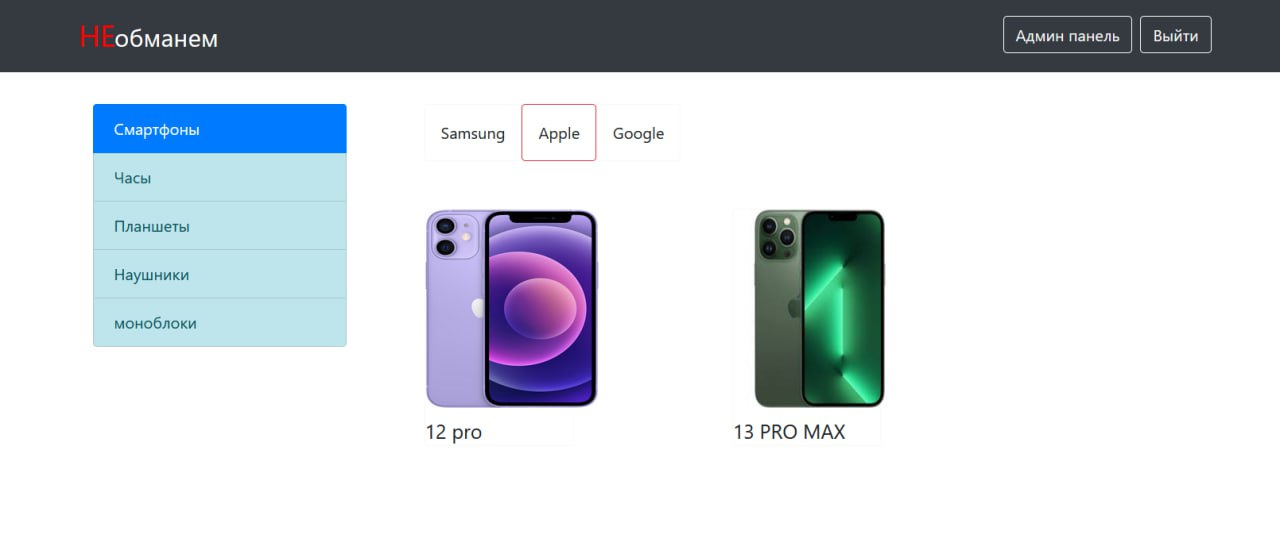 НЕобманем
Админ панель
Выйти
Смартфоны
Часы
Планшеты
Наушники
моноблоки
Samsung
Apple
Google
12 pro
13 PRO MAX